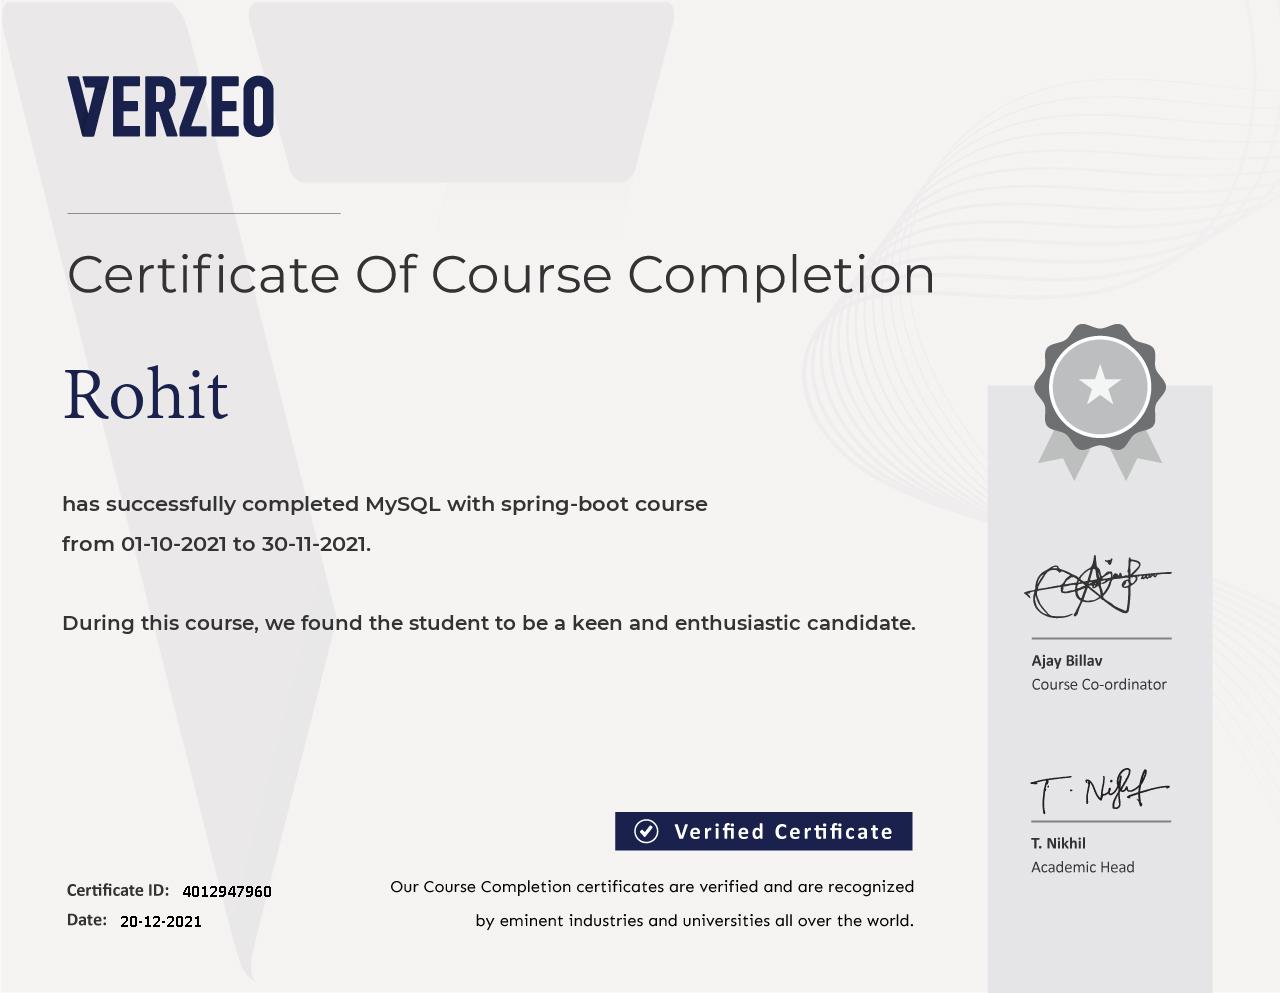 VERZEO
Certificate Of Course Completion
Rohit
has successfully completed MySQL with spring-boot course
from 01-10-2021 to 30-11-2021.
During this course, we found the student to be a keen and enthusiastic candidate.
Ajay Billav
Course Co-ordinator
T. Nikhil
T. Nikhil
Academic Head
Verified Certificate
Our Course Completion certificates are verified and are recognized
by eminent industries and universities all over the world.
Certificate ID: 4012947960
Date: 20-12-2021